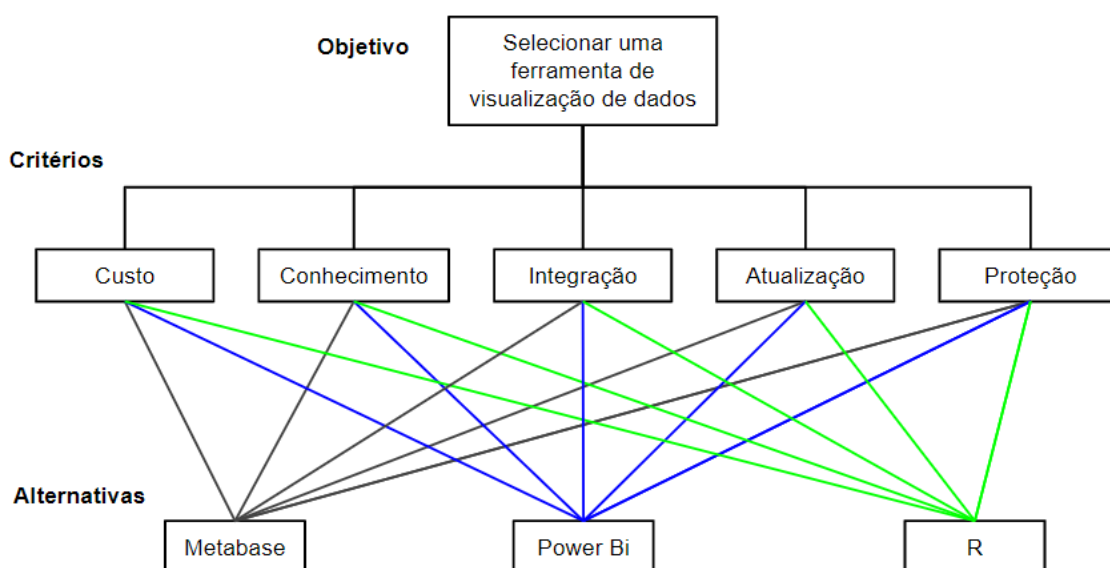 Objetivo
Selecionar uma
ferramenta de
visualização de dados
Critérios
Custo
Conhecimento
Integração
Atualização
Proteção
Alternativas
Metabase
Power Bi
R